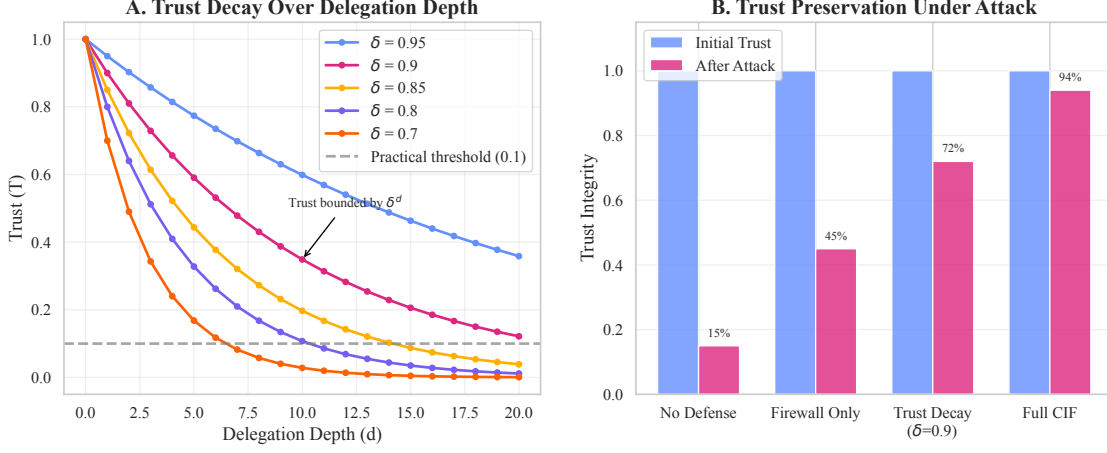 A. Trust Decay Over Delegation Depth
Trust (T)
1.0
0.8
0.6
0.4
0.2
0.0
δ = 0.95
δ = 0.9
δ = 0.85
δ = 0.8
δ = 0.7
Practical threshold (0.1)
Trust bounded by δᵈ
0.0 2.5 5.0 7.5 10.0 12.5 15.0 17.5 20.0
Delegation Depth (d)
B. Trust Preservation Under Attack
Trust Integrity
1.0
0.8
0.6
0.4
0.2
0.0
Initial Trust
After Attack
15%
45%
72%
94%
No Defense Firewall Only Trust Decay Full CIF
(δ=0.9)